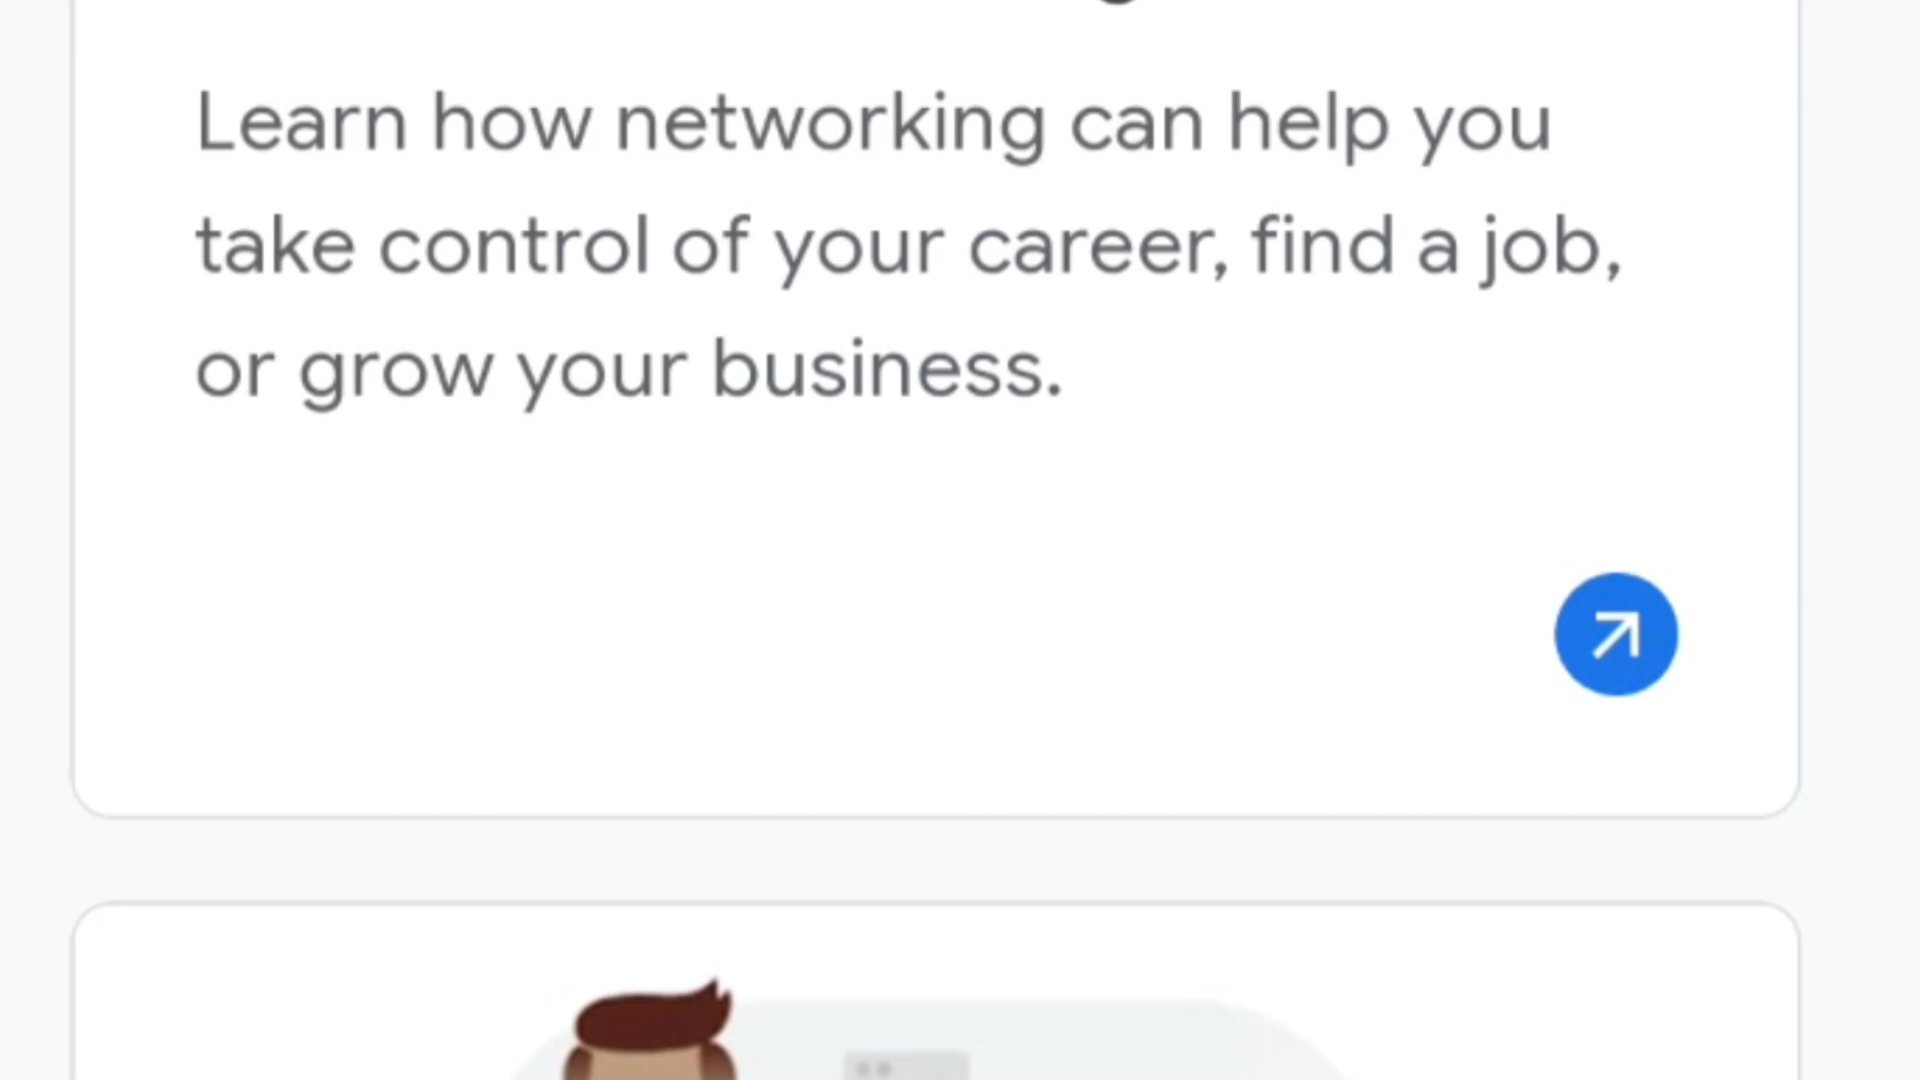 Learn how networking can help you
take control of your career, find a job,
or grow your business.